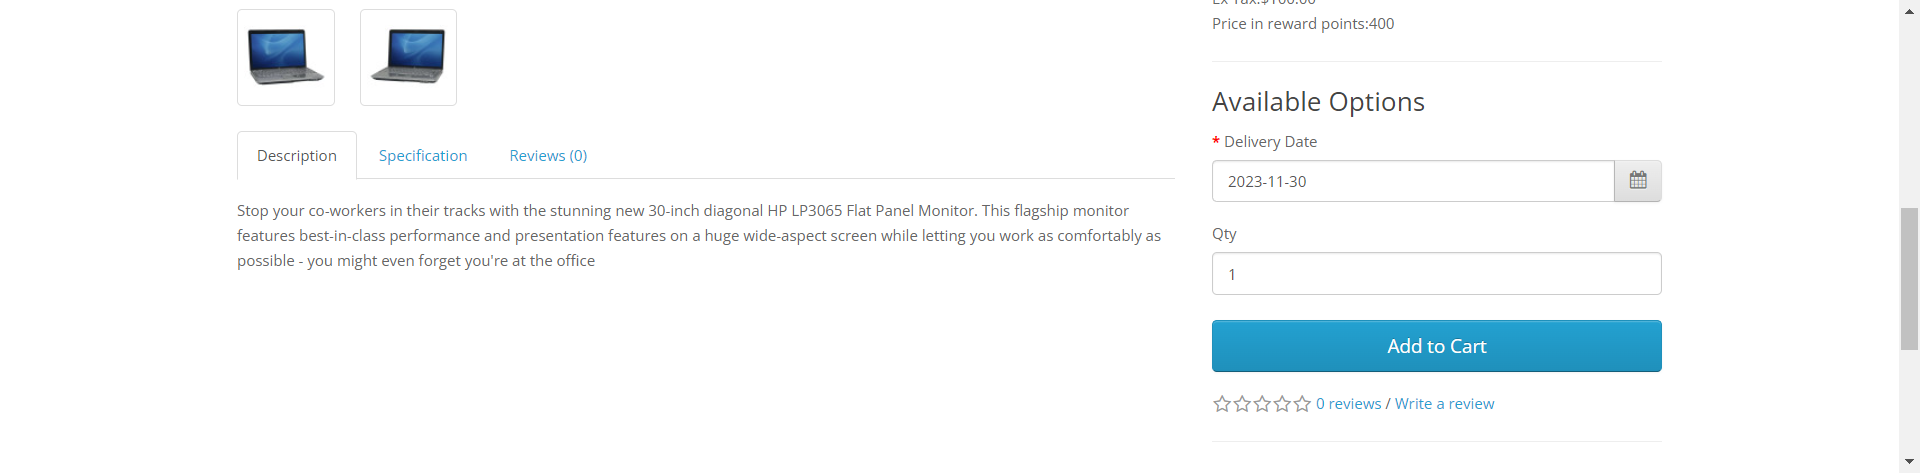 Price in reward points:400
Available Options
* Delivery Date
2023-11-30
Qty
1
Add to Cart
0 reviews / Write a review
Description Specification Reviews (0)
Stop your co-workers in their tracks with the stunning new 30-inch diagonal HP LP3065 Flat Panel Monitor. This flagship monitor
features best-in-class performance and presentation features on a huge wide-aspect screen while letting you work as comfortably as
possible - you might even forget you're at the office